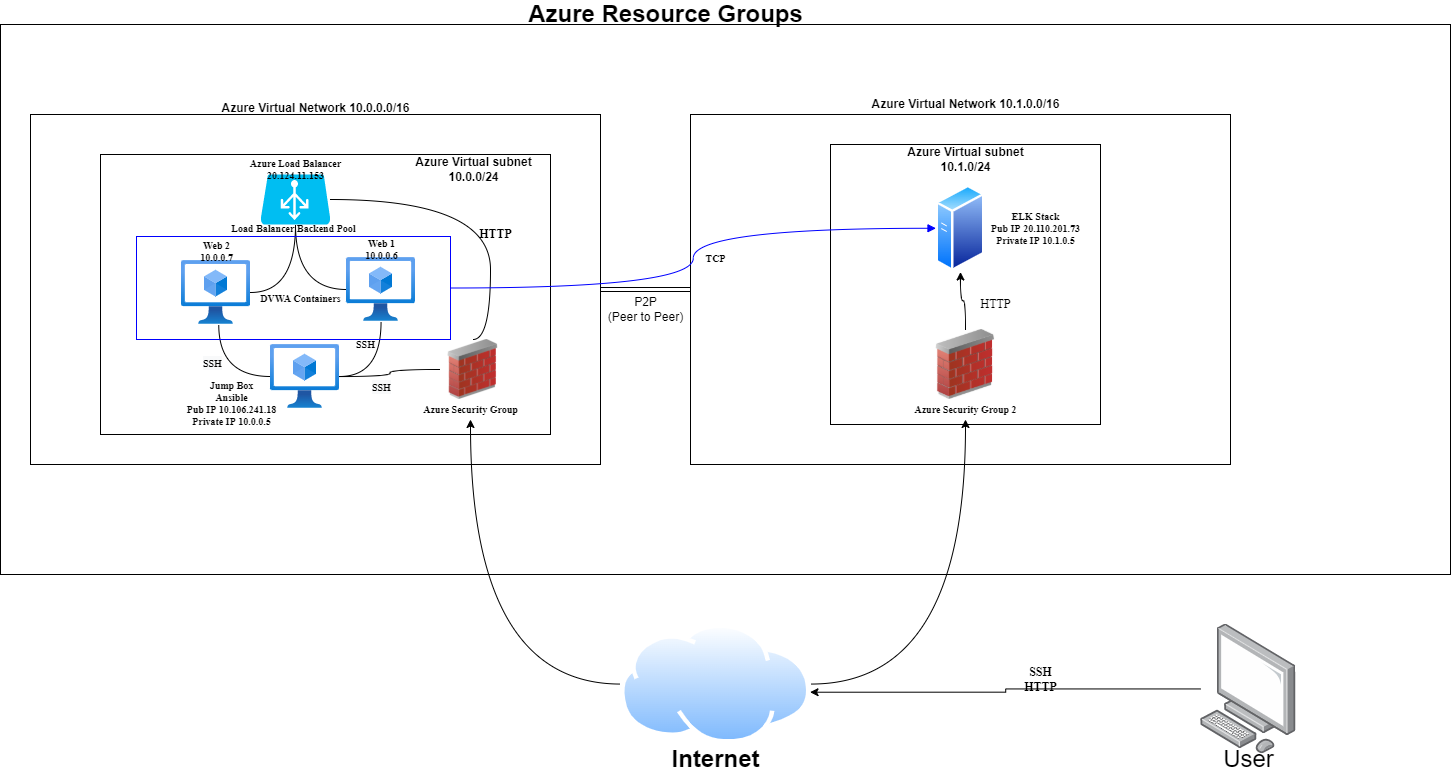 Azure Resource Groups
Azure Virtual Network 10.0.0.0/16
Azure Virtual Network 10.1.0.0/16
Azure Load Balancer
20.124.11.153
Azure Virtual subnet
10.0.0/24
Azure Virtual subnet
10.1.0/24
Load Balancer Backend Pool
HTTP
Web 2
10.0.0.7
Web 1
10.0.0.6
DVWA Containers
TCP
ELK Stack
Pub IP 20.110.201.73
Private IP 10.1.0.5
P2P
(Peer to Peer)
HTTP
SSH
SSH
SSH
Jump Box
Ansible
Pub IP 10.106.241.18
Private IP 10.0.0.5
Azure Security Group
Azure Security Group 2
SSH
HTTP
Internet
User